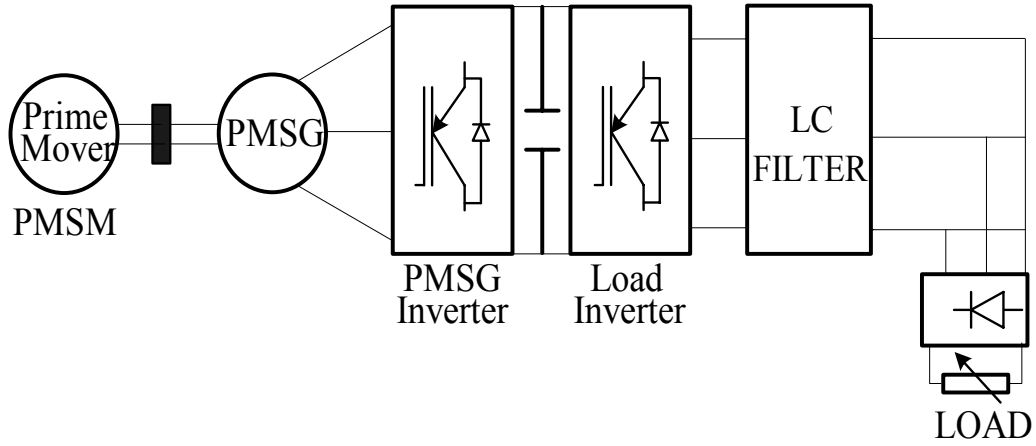 Prime
Mover
PMSM
PMSG
PMSG
Inverter
Load
Inverter
LC
FILTER
LOAD